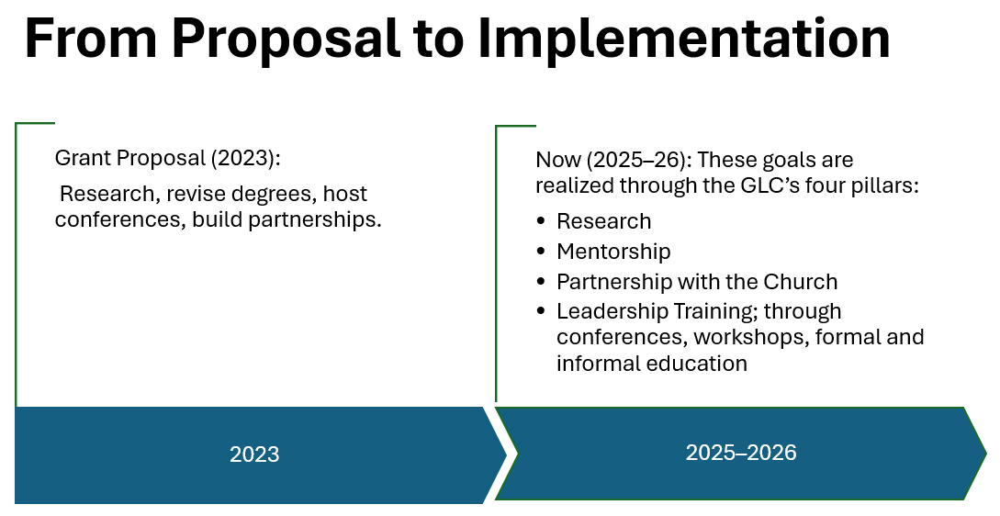 From Proposal to Implementation
Grant Proposal (2023):
Research, revise degrees, host
conferences, build partnerships.
Now (2025–26): These goals are
realized through the GLC’s four pillars:
• Research
• Mentorship
• Partnership with the Church
• Leadership Training; through
conferences, workshops, formal and
informal education
2023
2025–2026